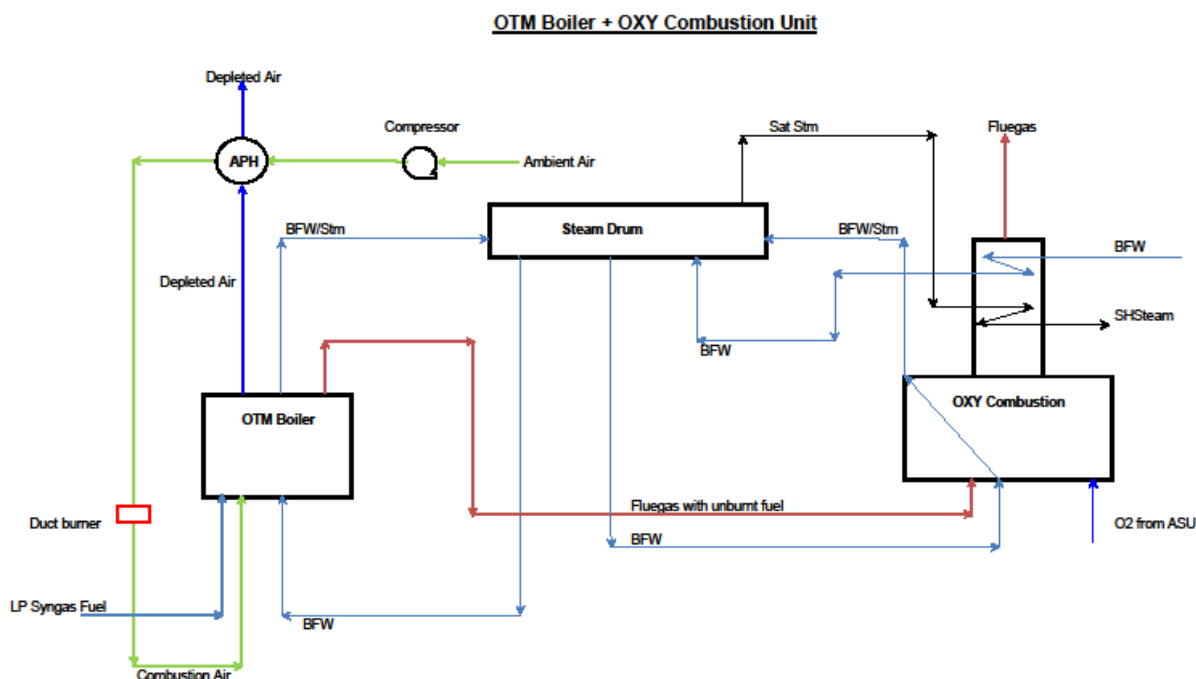 OTM Boiler + OXY Combustion Unit
Depleted Air
Compressor
Sat Stm
Fluegas
APH
Ambient Air
BFW/Stm
Steam Drum
BFW/Stm
BFW
Depleted Air
SHSteam
BFW
OTM Boiler
OXY Combustion
Fluegas with unburnt fuel
Duct burner
O2 from ASU
BFW
LP Syngas Fuel
BFW
Combustion Air